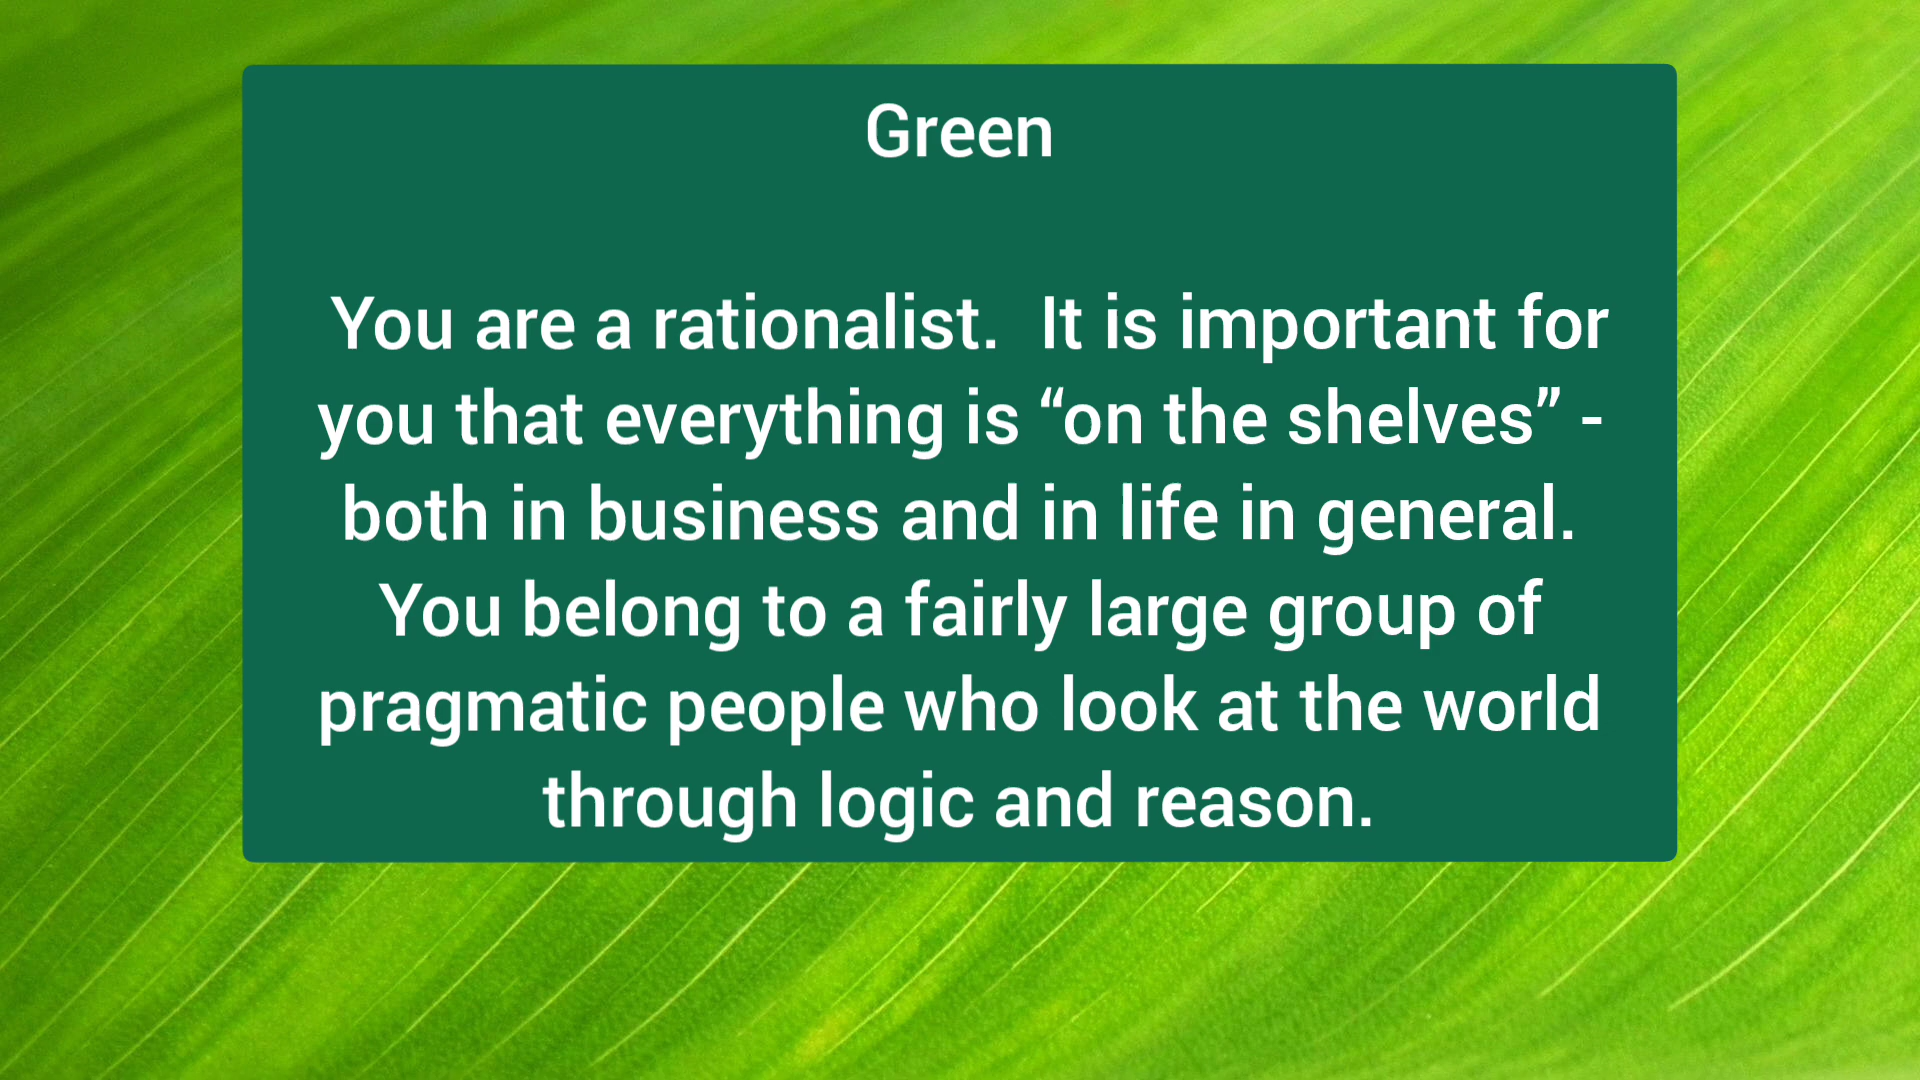 Green
You are a rationalist.  It is important for
you that everything is “on the shelves” -
both in business and in life in general.
You belong to a fairly large group of
pragmatic people who look at the world
through logic and reason.